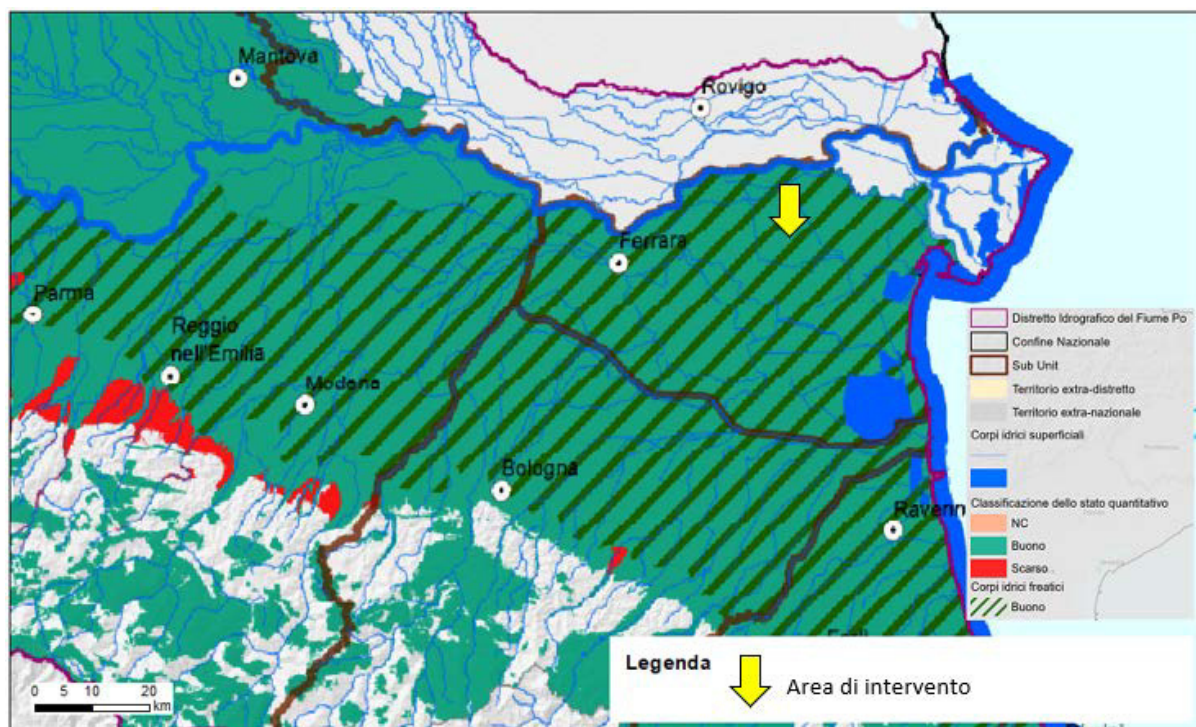 Mantova
Rovigo
Ferrara
Parma
Reggio
nell'Emilia
Modena
Bologna
Ravenn
Distretto Idrografico del Fiume Po
Confine Nazionale
Sub Unit
Territorio extra-distretto
Territorio extra-nazionale
Corpi idrici superficiali
Classificazione dello stato quantitativo
NC
Buono
Scarso
Corpi idrici freatici
Buono
Legenda
Area di intervento
0 5 10 20
km